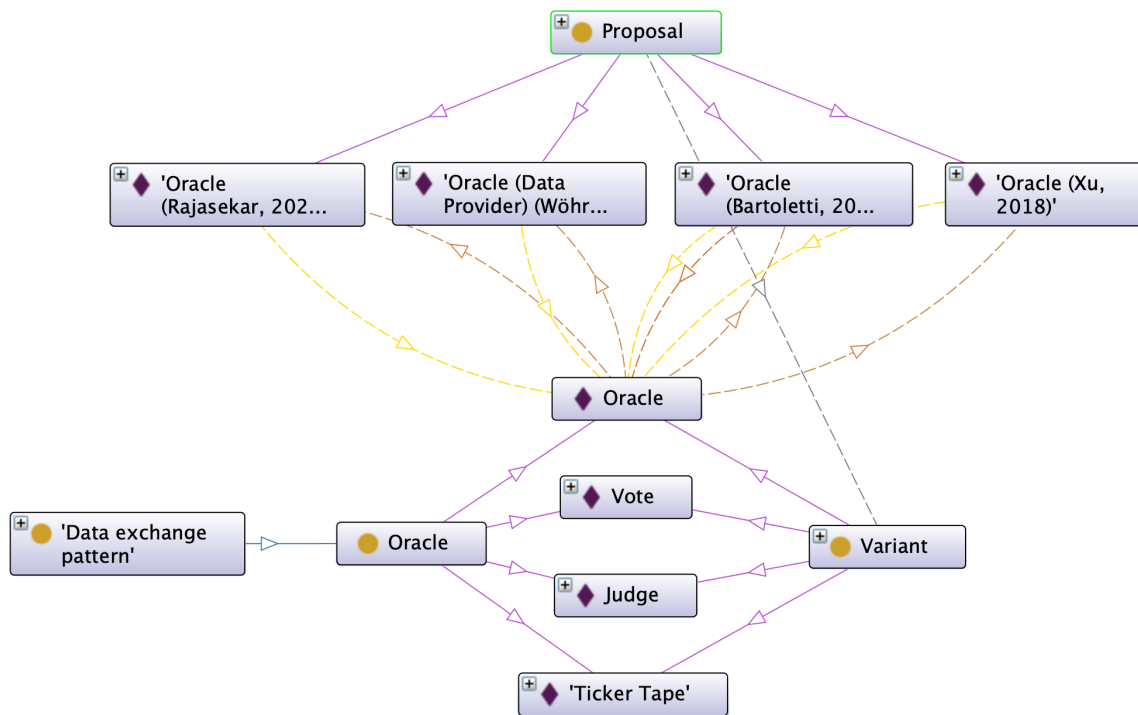 Proposal
'Oracle
(Rajasekar, 202...
'Oracle (Data
Provider) (Wöhr...
'Oracle
(Bartoletti, 20...
'Oracle (Xu,
2018)'
Oracle
Vote
'Data exchange
pattern'
Oracle
Variant
Judge
'Ticker Tape'